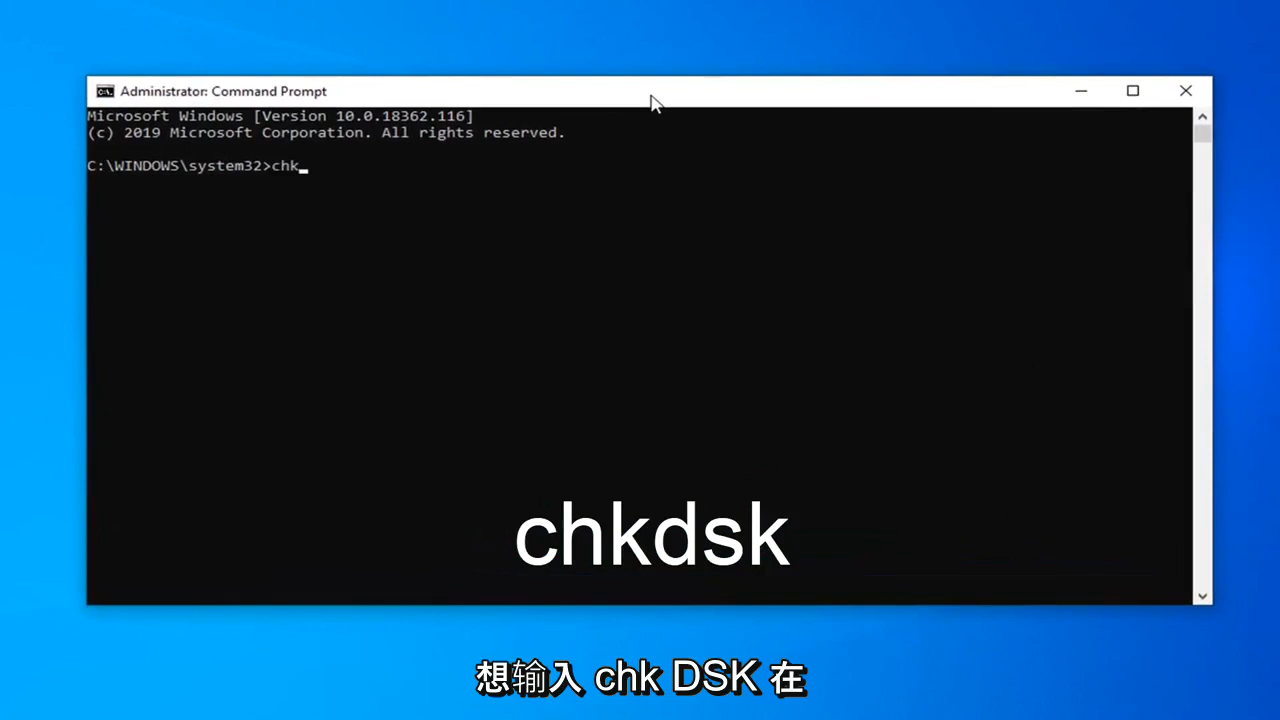 Administrator: Command Prompt
Microsoft Windows [Version 10.0.18362.116]
(c) 2019 Microsoft Corporation. All rights reserved.
C:\WINDOWS\system32>chk_
chkdsk
想输入 chk DSK 在